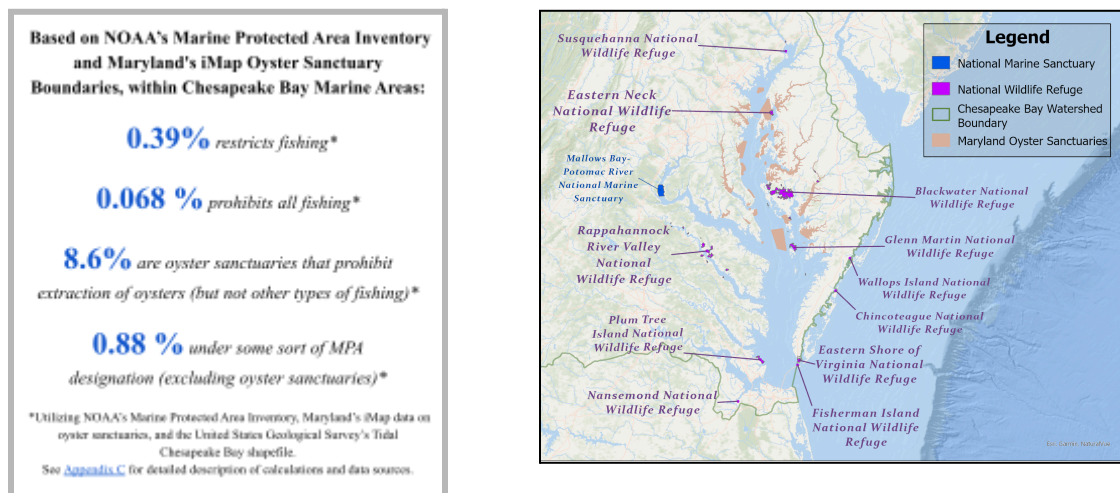 Based on NOAA's Marine Protected Area Inventory
and Maryland's iMap Oyster Sanctuary
Boundaries, within Chesapeake Bay Marine Areas:
0.39% restricts fishing*
0.068 % prohibits all fishing*
8.6% are oyster sanctuaries that prohibit
extraction of oysters (but not other types of fishing)*
0.88 % under some sort of MPA
designation (excluding oyster sanctuaries)*
*Utilizing NOAA's Marine Protected Area Inventory, Maryland's iMap data on
oyster sanctuaries, and the United States Geological Survey's Tidal
Chesapeake Bay shapefile.
See Appendix C for detailed description of calculations and data sources.
Susquehanna National
Wildlife Refuge
Eastern Neck
National Wildlife
Refuge
Mallows Bay-
Potomac River
National Marine
Sanctuary
Rappahannock
River Valley
National
Wildlife Refuge
Plum Tree
Island National
Wildlife Refuge
Nansemond National
Wildlife Refuge
Legend
National Marine Sanctuary
National Wildlife Refuge
Chesapeake Bay Watershed
Boundary
Maryland Oyster Sanctuaries
Blackwater National
Wildlife Refuge
Glenn Martin National
Wildlife Refuge
Wallops Island National
Wildlife Refuge
Chincoteague National
Wildlife Refuge
Eastern Shore of
Virginia National
Wildlife Refuge
Fisherman Island
National Wildlife
Refuge